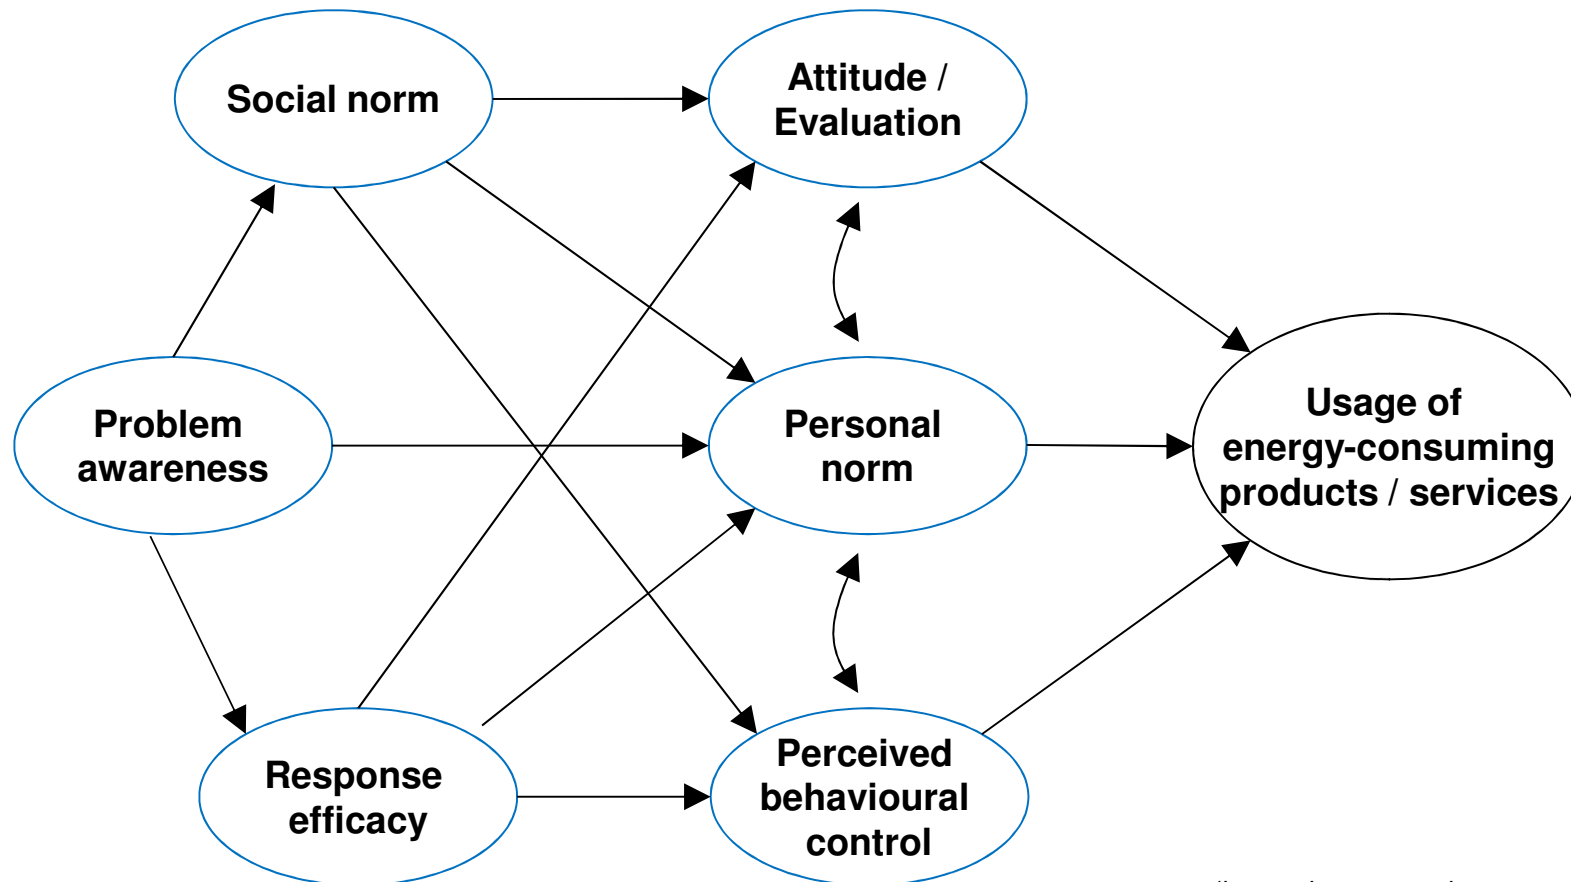 Social norm
Attitude /
Evaluation
Problem
awareness
Personal
norm
Usage of
energy-consuming
products / services
Response
efficacy
Perceived
behavioural
control